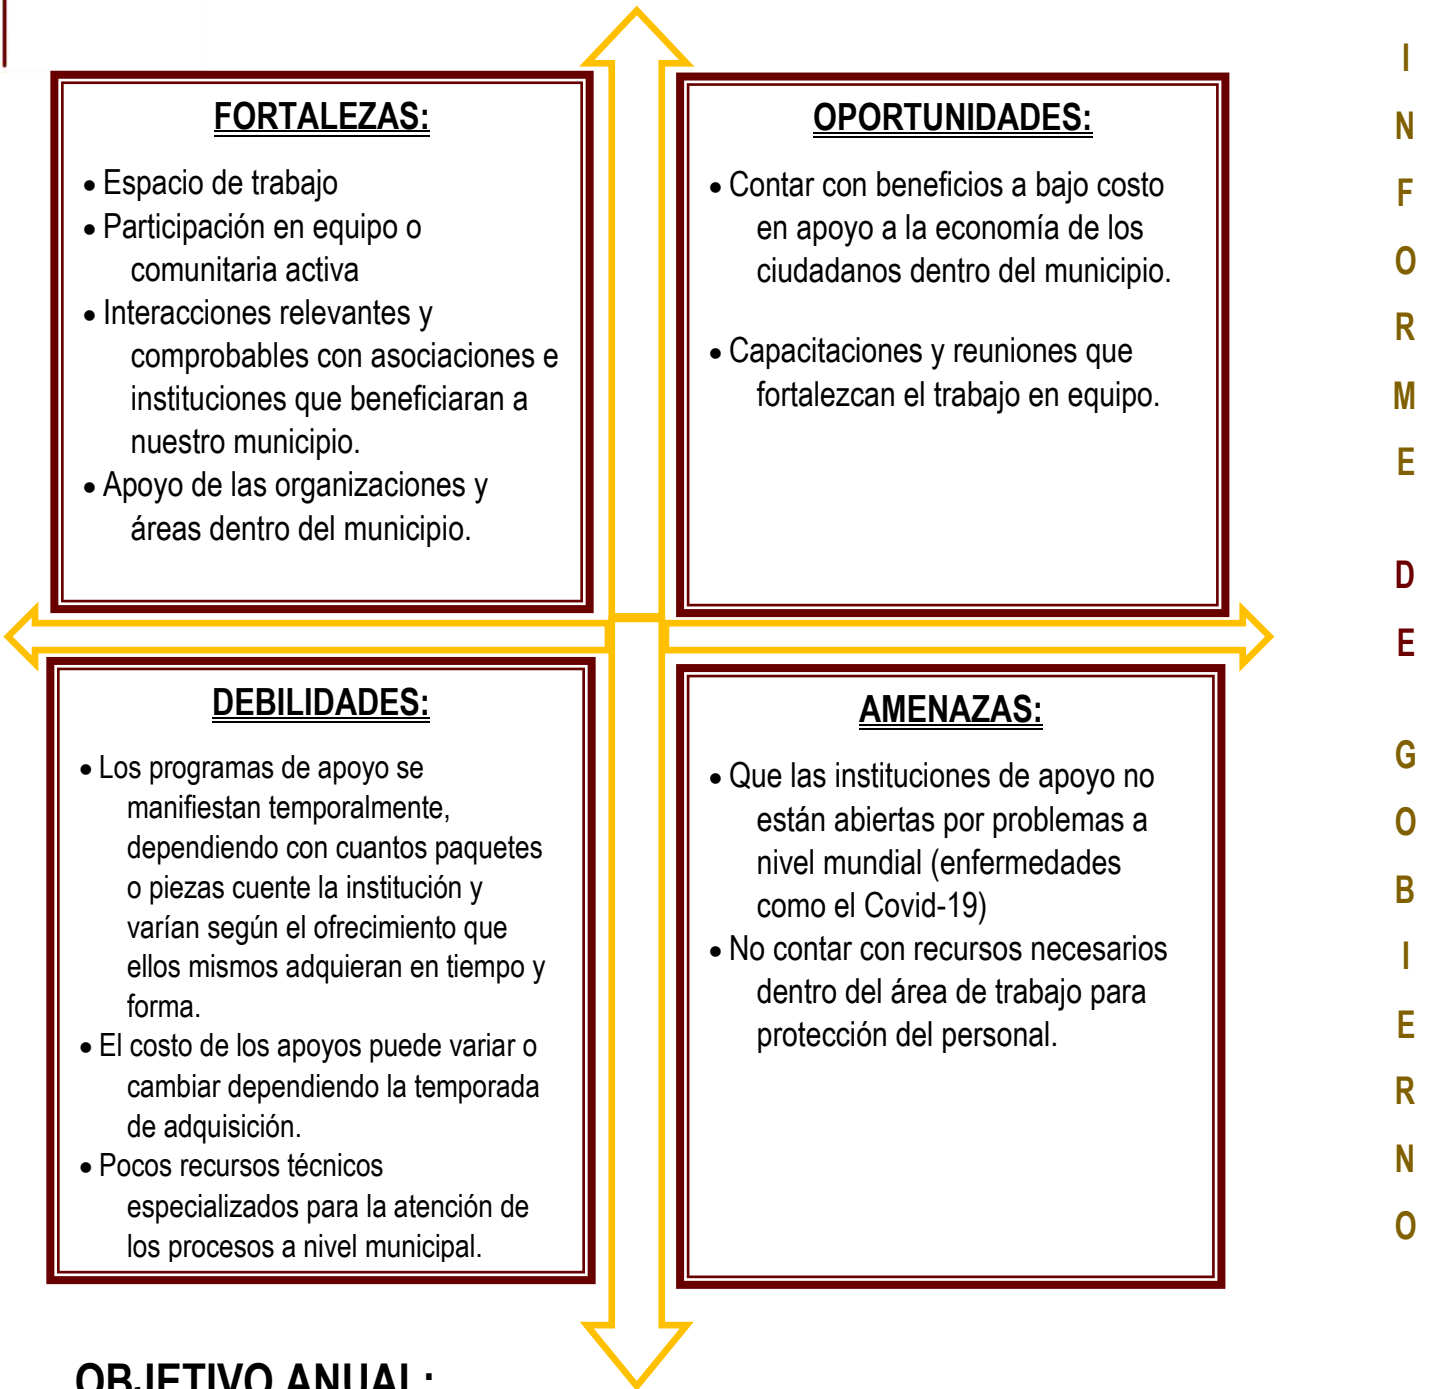 FORTALEZAS:
• Espacio de trabajo
• Participación en equipo o
comunitaria activa
• Interacciones relevantes y
comprobables con asociaciones e
instituciones que beneficiaran a
nuestro municipio.
• Apoyo de las organizaciones y
áreas dentro del municipio.
OPORTUNIDADES:
• Contar con beneficios a bajo costo
en apoyo a la economía de los
ciudadanos dentro del municipio.
• Capacitaciones y reuniones que
fortalezcan el trabajo en equipo.
DEBILIDADES:
• Los programas de apoyo se
manifiestan temporalmente,
dependiendo con cuantos paquetes
o piezas cuente la institución y
varían según el ofrecimiento que
ellos mismos adquieran en tiempo y
forma.
• El costo de los apoyos puede variar o
cambiar dependiendo la temporada
de adquisición.
• Pocos recursos técnicos
especializados para la atención de
los procesos a nivel municipal.
AMENAZAS:
• Que las instituciones de apoyo no
están abiertas por problemas a
nivel mundial (enfermedades
como el Covid-19)
• No contar con recursos necesarios
dentro del área de trabajo para
protección del personal.
OBJETIVO ANUAL:
I
N
F
O
R
M
E
D
E
G
O
B
I
E
R
N
O